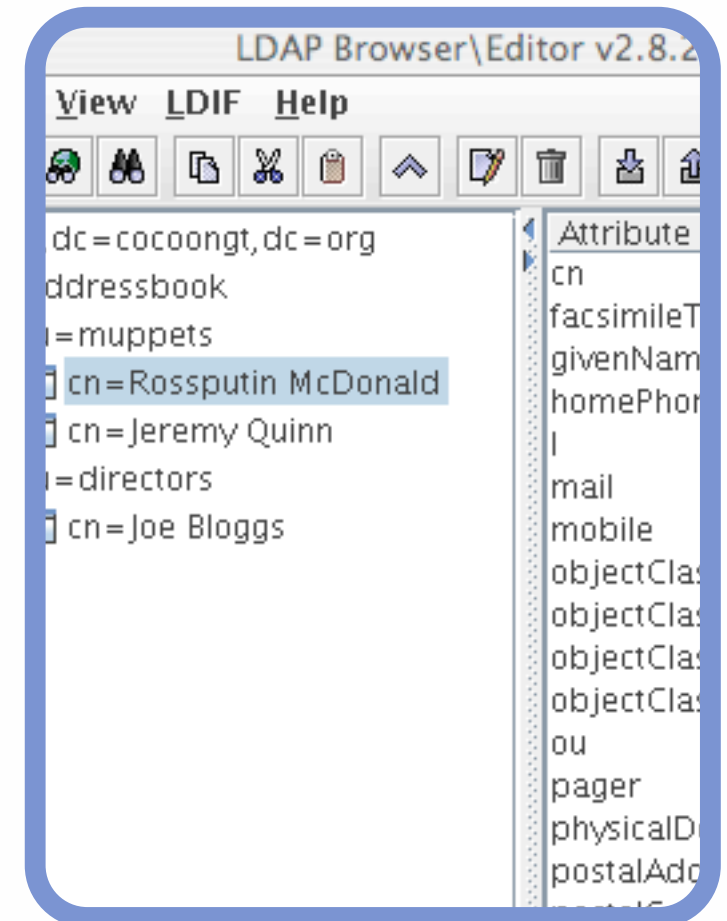 LDAP Browser\Editor v2.8.2
View LDIF Help
,dc=cocoongt,dc=org
ddressbook
=muppets
cn=Rossputin McDonald
cn=Jeremy Quinn
=directors
cn=Joe Bloggs
Attribute
cn
facsimileT
givenNam
homePhon
l
mail
mobile
objectClas
objectClas
objectClas
objectClas
ou
pager
physicalD
postalAdd